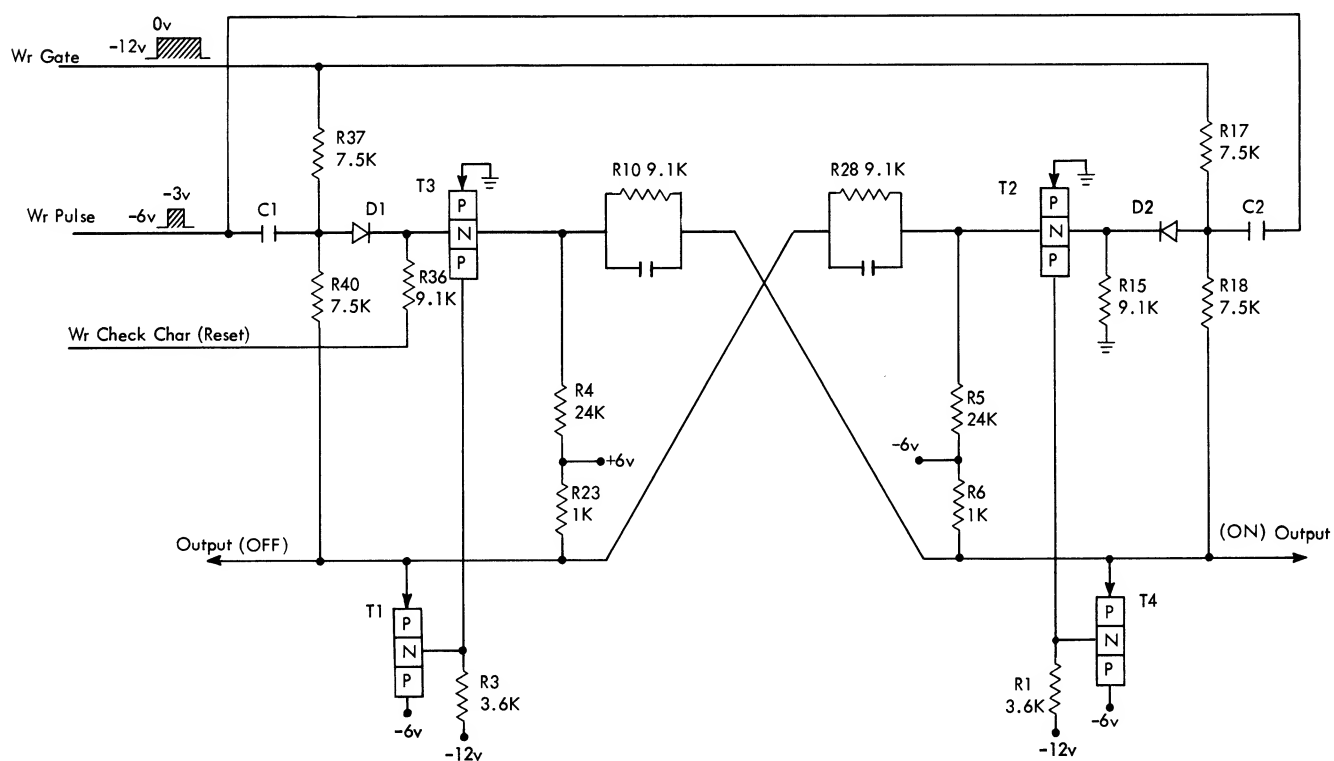 0v
-12v
Wr Gate
R37
7.5K
R17
7.5K
-3v
-6v
Wr Pulse
C1
D1
T3
P
N
P
R10 9.1K
R28 9.1K
T2
P
N
P
D2
C2
R40
7.5K
R36
9.1K
R15
9.1K
R18
7.5K
Wr Check Char (Reset)
R4
24K
+6v
R23
1K
R5
24K
-6v
R6
1K
Output (OFF)
(ON) Output
T1
P
N
P
-6v
R3
3.6K
-12v
T4
P
N
P
-6v
R1
3.6K
-12v